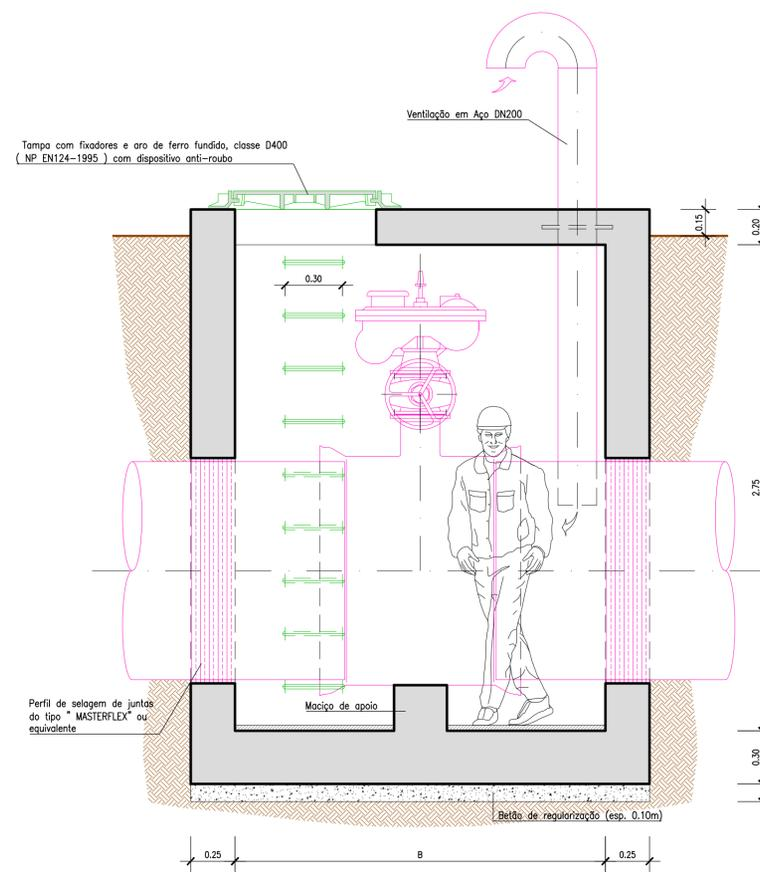 Ventilação em Aço DN200
Tampa com fixadores e aro de ferro fundido, classe D400
( NP EN124-1995 ) com dispositivo anti-roubo
0.15
0.20
0.30
2.75
Perfil de selagem de juntas
do tipo " MASTERFLEX" ou
equivalente
Maciço de apoio
0.30
Betão de regularização (esp. 0.10m)
0.25
B
0.25